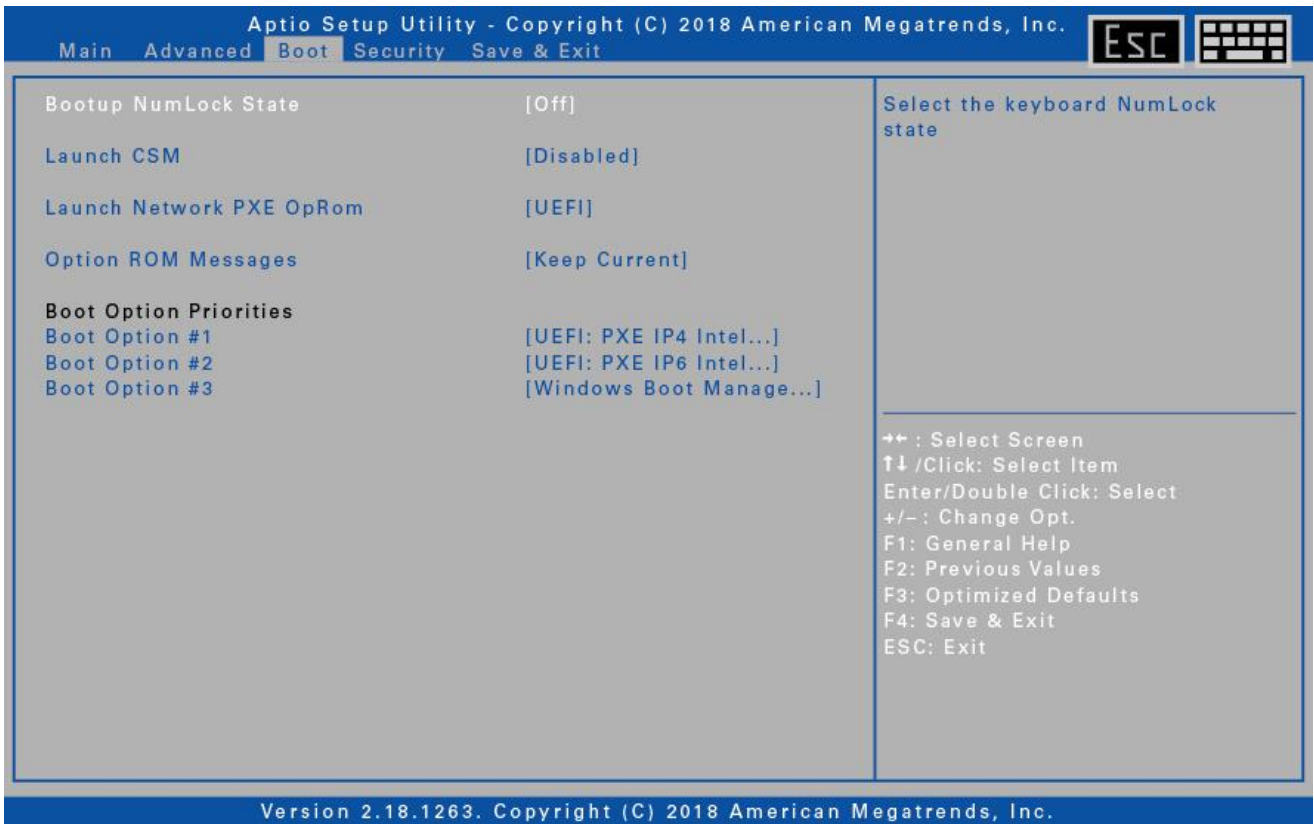 Aptio Setup Utility - Copyright (C) 2018 American Megatrends, Inc.
Esc
Main Advanced Boot Security Save & Exit
Bootup NumLock State [Off]
Launch CSM [Disabled]
Launch Network PXE OpRom [UEFI]
Option ROM Messages [Keep Current]
Boot Option Priorities
Boot Option #1 [UEFI: PXE IP4 Intel...]
Boot Option #2 [UEFI: PXE IP6 Intel...]
Boot Option #3 [Windows Boot Manage...]
Select the keyboard NumLock
state
→← : Select Screen
↑↓ /Click: Select Item
Enter/Double Click: Select
+/– : Change Opt.
F1: General Help
F2: Previous Values
F3: Optimized Defaults
F4: Save & Exit
ESC: Exit
Version 2.18.1263. Copyright (C) 2018 American Megatrends, Inc.